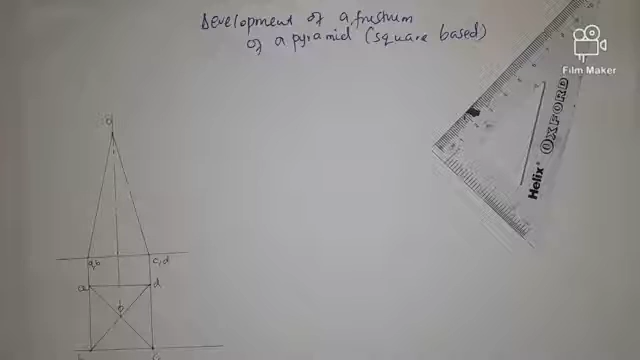 Development of a frustum
of a pyramid (square based)
Film Maker
Helix® OXFORD
a,b
c,d
a
d
o
b
c